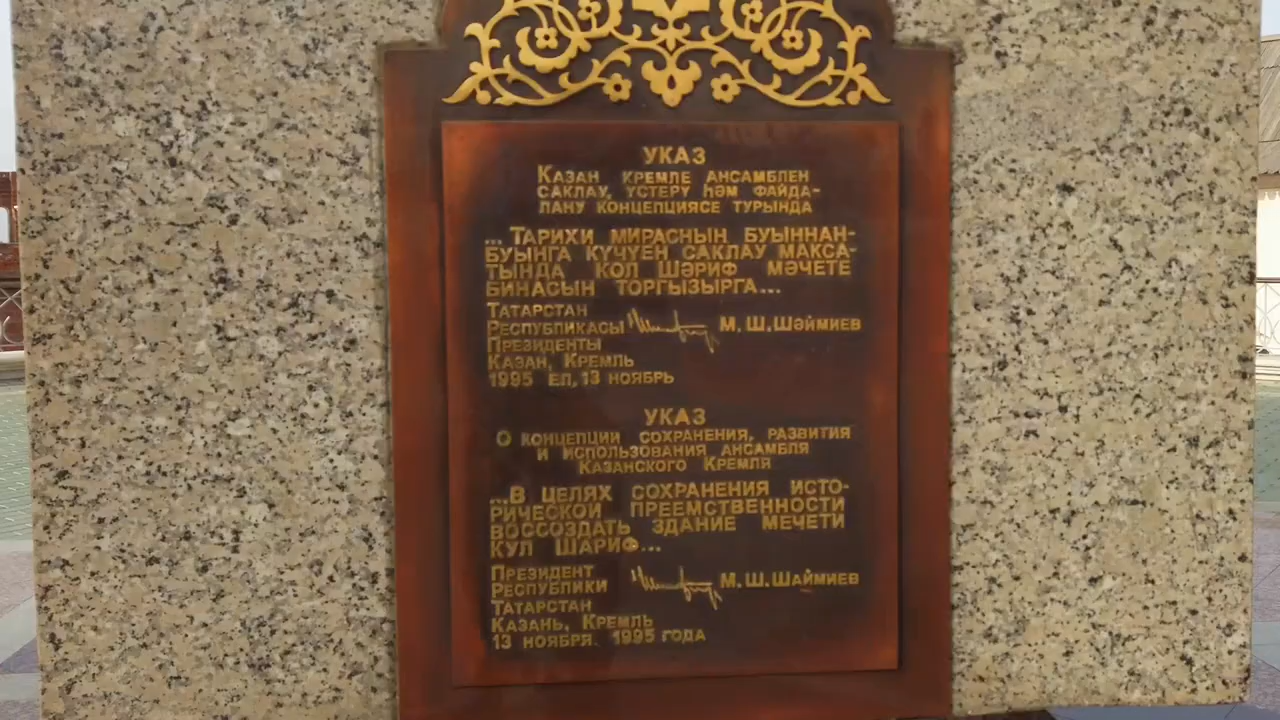 УКАЗ
КАЗАН КРЕМЛЕ АНСАМБЛЕН
САКЛАУ, ҮСТЕРҮ ҺӘМ ФАЙДА-
ЛАНУ КОНЦЕПЦИЯСЕ ТУРЫНДА
... ТАРИХИ МИРАСНЫН БУЫННАН-
БУЫНГА КҮЧҮЕН САКЛАУ МАКСА-
ТЫНДА КОЛ ШӘРИФ МӘЧЕТЕ
БИНАСЫН ТОРГЫЗЫРГА...
ТАТАРСТАН
РЕСПУБЛИКАСЫ М. Ш. ШӘЙМИЕВ
ПРЕЗИДЕНТЫ
КАЗАН, КРЕМЛЬ
1995 ЕЛ, 13 НОЯБРЬ
УКАЗ
О КОНЦЕПЦИИ СОХРАНЕНИЯ, РАЗВИТИЯ
И ИСПОЛЬЗОВАНИЯ АНСАМБЛЯ
КАЗАНСКОГО КРЕМЛЯ
...В ЦЕЛЯХ СОХРАНЕНИЯ ИСТО-
РИЧЕСКОЙ ПРЕЕМСТВЕННОСТИ
ВОССОЗДАТЬ ЗДАНИЕ МЕЧЕТИ
КУЛ ШАРИФ...
ПРЕЗИДЕНТ
РЕСПУБЛИКИ М. Ш. ШАЙМИЕВ
ТАТАРСТАН
КАЗАНЬ, КРЕМЛЬ
13 НОЯБРЯ 1995 ГОДА